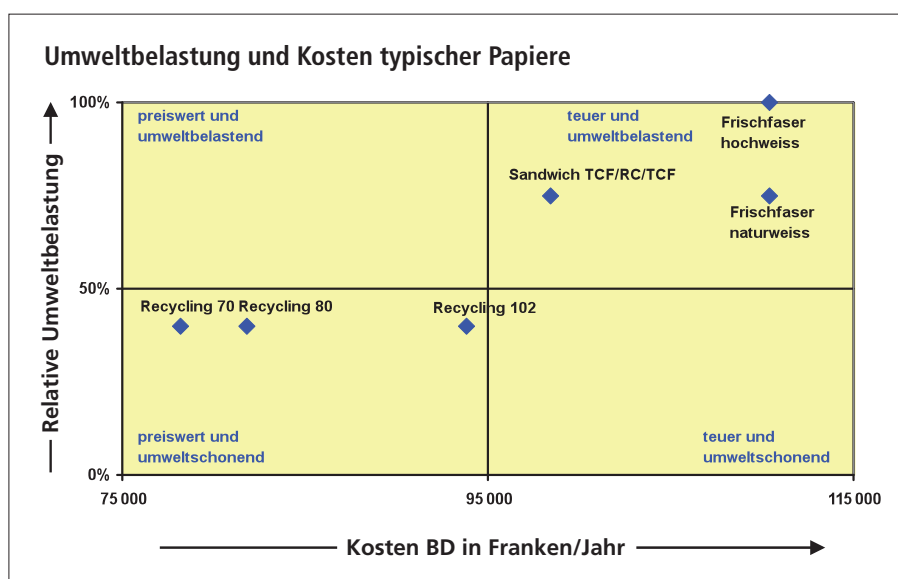 Umweltbelastung und Kosten typischer Papiere
Relative Umweltbelastung
100%
50%
0%
preiswert und
umweltbelastend
teuer und
umweltbelastend
Frischfaser
hochweiss
Sandwich TCF/RC/TCF
Frischfaser
naturweiss
Recycling 70
Recycling 80
Recycling 102
preiswert und
umweltschonend
teuer und
umweltschonend
75 000
95 000
115 000
Kosten BD in Franken/Jahr